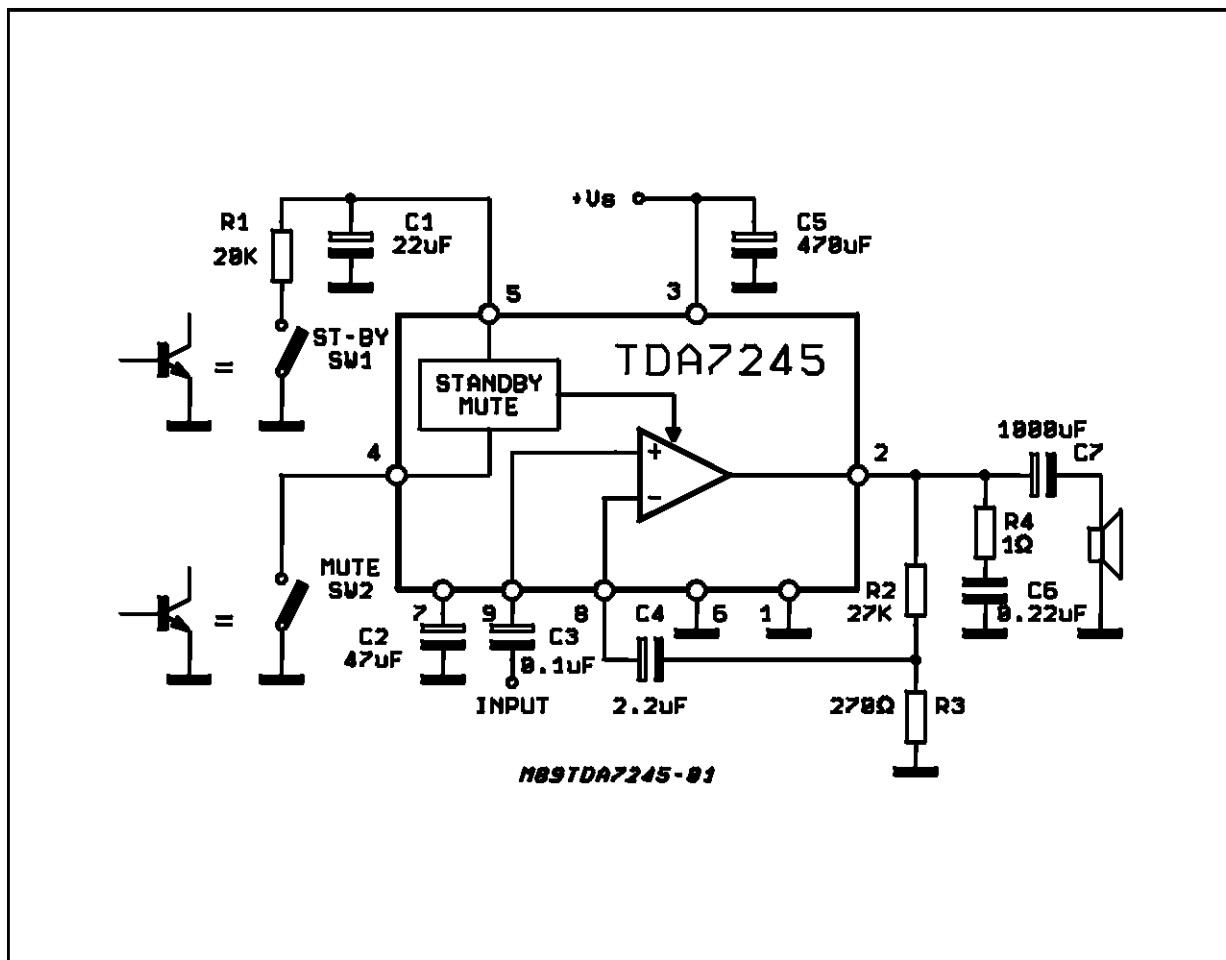 +Vs
R1
20K
C1
22uF
C5
470uF
5
3
ST-BY
SW1
=
TDA7245
STANDBY
MUTE
4
+
-
2
1000uF
C7
R4
1Ω
MUTE
SW2
=
7
9
8
6
1
C2
47uF
C3
0.1uF
C4
2.2uF
R2
27K
C6
0.22uF
INPUT
270Ω
R3
M89TDA7245-01